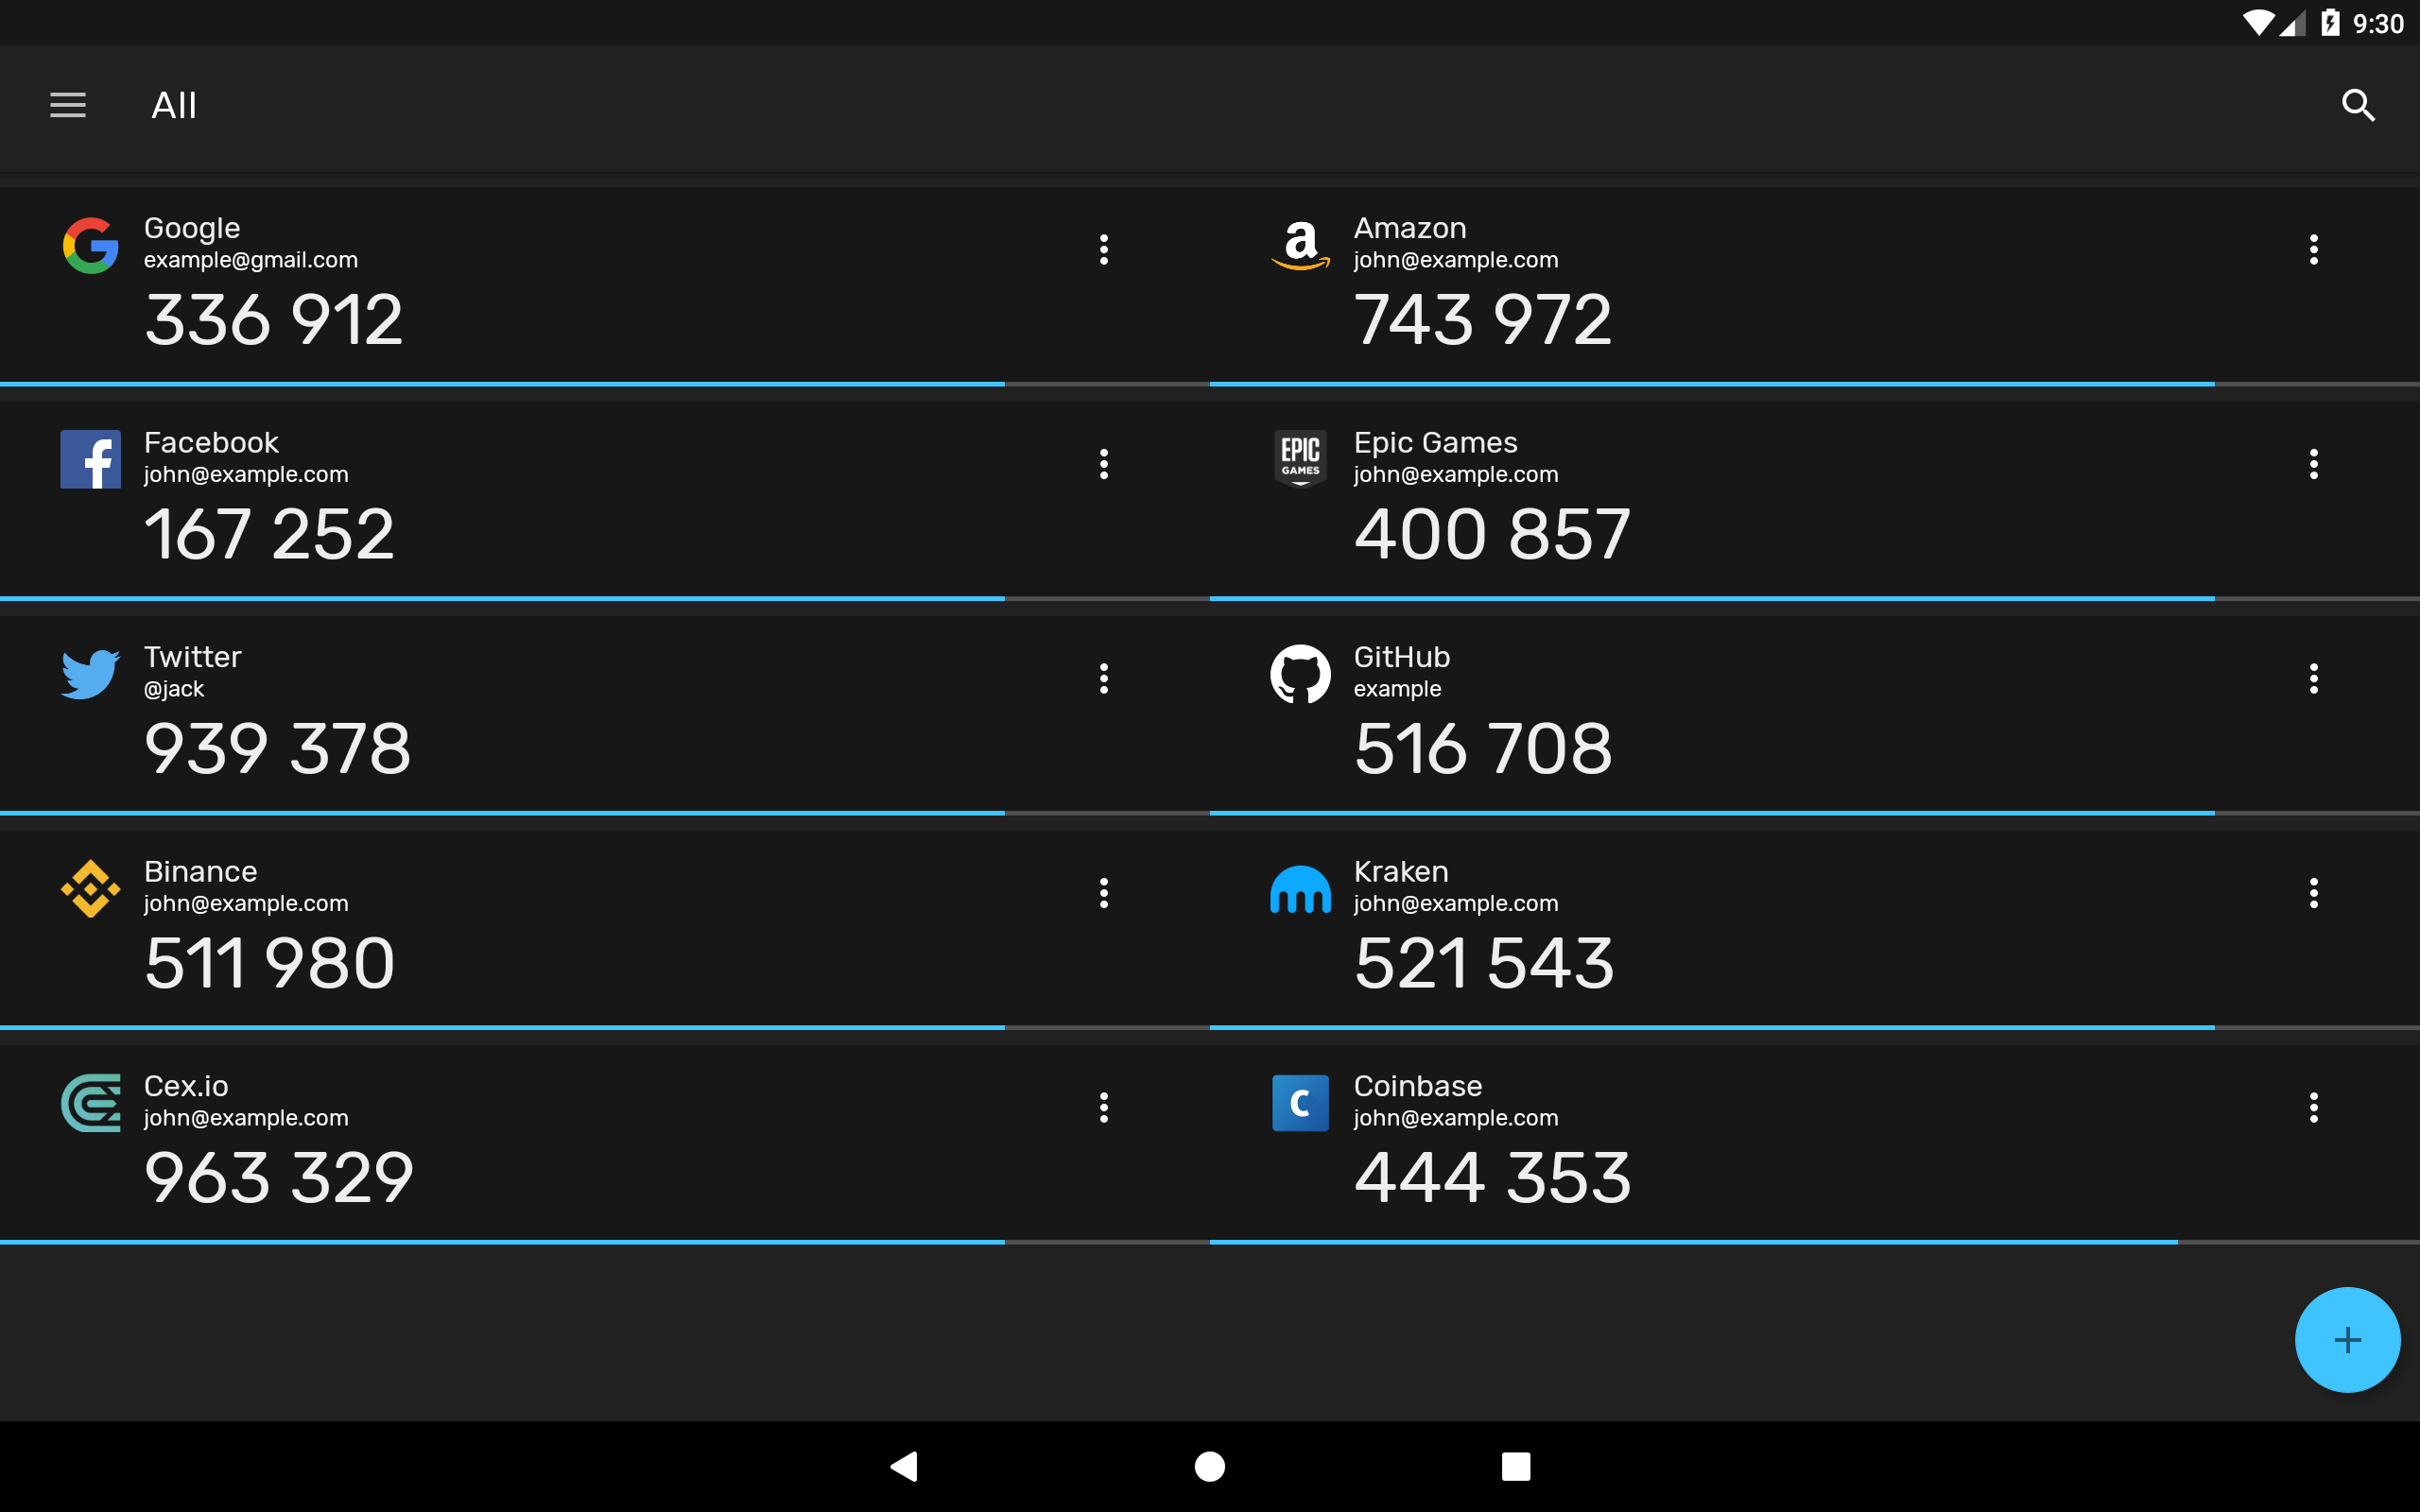 9:30
All
Google
example@gmail.com
336 912
a
Amazon
john@example.com
743 972
f
Facebook
john@example.com
167 252
EPIC
GAMES
Epic Games
john@example.com
400 857
Twitter
@jack
939 378
GitHub
example
516 708
Binance
john@example.com
511 980
Kraken
john@example.com
521 543
Cex.io
john@example.com
963 329
C
Coinbase
john@example.com
444 353